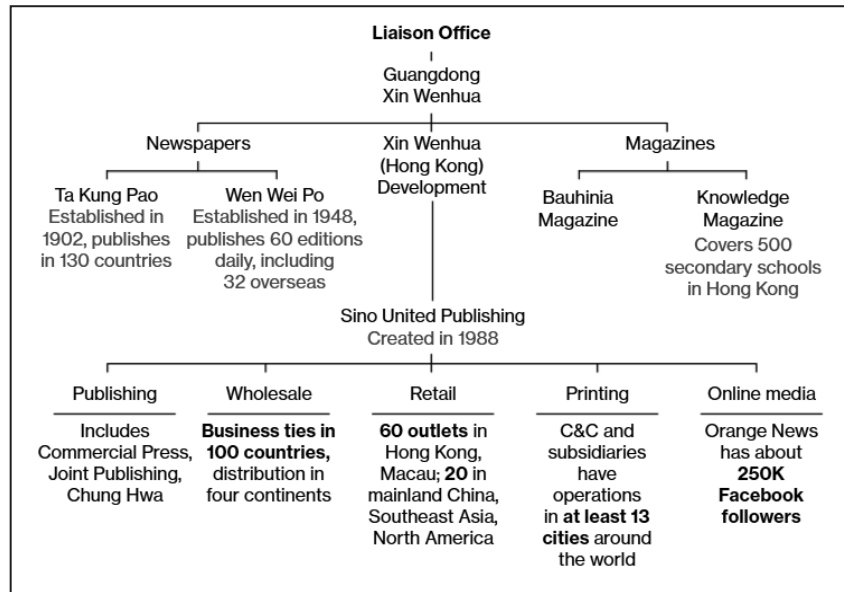 Liaison Office
Guangdong
Xin Wenhua
Newspapers
Xin Wenhua
(Hong Kong)
Development
Magazines
Ta Kung Pao
Established in
1902, publishes
in 130 countries
Wen Wei Po
Established in 1948,
publishes 60 editions
daily, including
32 overseas
Bauhinia
Magazine
Knowledge
Magazine
Covers 500
secondary schools
in Hong Kong
Sino United Publishing
Created in 1988
Publishing
Includes
Commercial Press,
Joint Publishing,
Chung Hwa
Wholesale
Business ties in
100 countries,
distribution in
four continents
Retail
60 outlets in
Hong Kong,
Macau; 20 in
mainland China,
Southeast Asia,
North America
Printing
C&C and
subsidiaries
have
operations
in at least 13
cities around
the world
Online media
Orange News
has about
250K
Facebook
followers